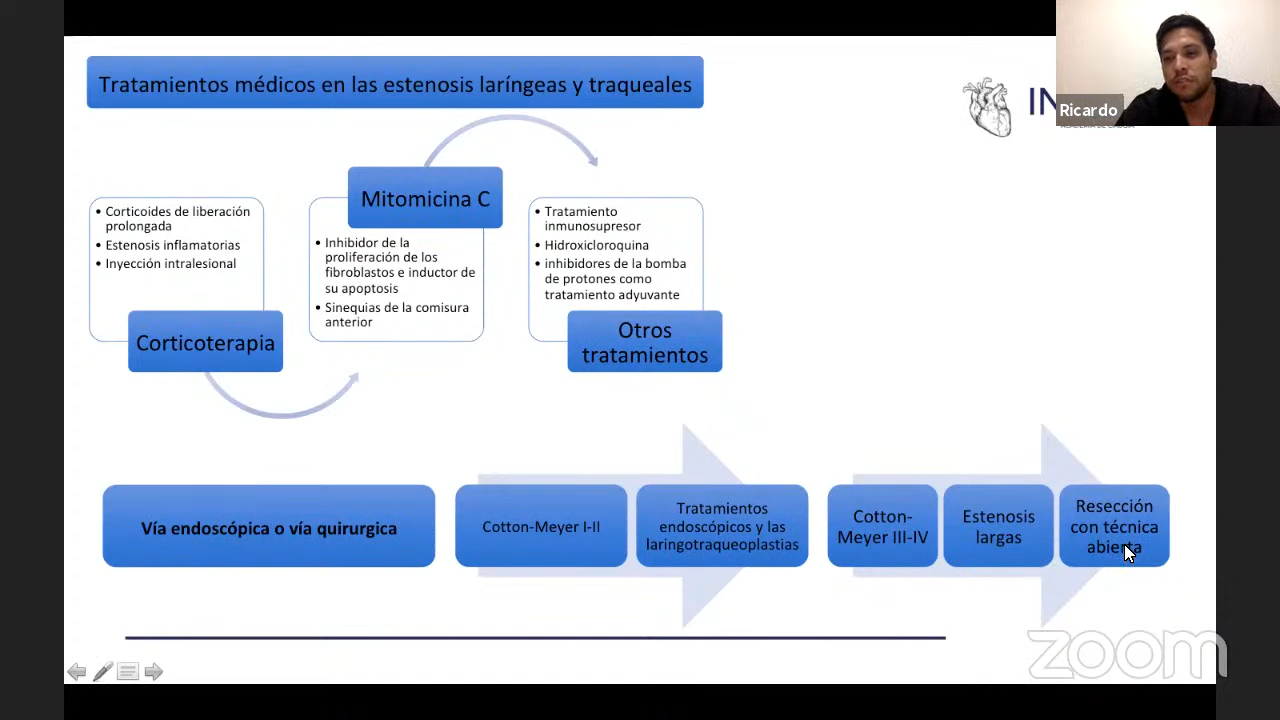 Tratamientos médicos en las estenosis laríngeas y traqueales
Ricardo
• Corticoides de liberación
prolongada
• Estenosis inflamatorias
• Inyección intralesional
Corticoterapia
Mitomicina C
• Inhibidor de la
proliferación de los
fibroblastos e inductor de
su apoptosis
• Sinequias de la comisura
anterior
• Tratamiento
inmunosupresor
• Hidroxicloroquina
• inhibidores de la bomba
de protones como
tratamiento adyuvante
Otros
tratamientos
Vía endoscópica o vía quirurgica
Cotton-Meyer I-II
Tratamientos
endoscópicos y las
laringotraqueoplastias
Cotton-
Meyer III-IV
Estenosis
largas
Resección
con técnica
abierta
zoom